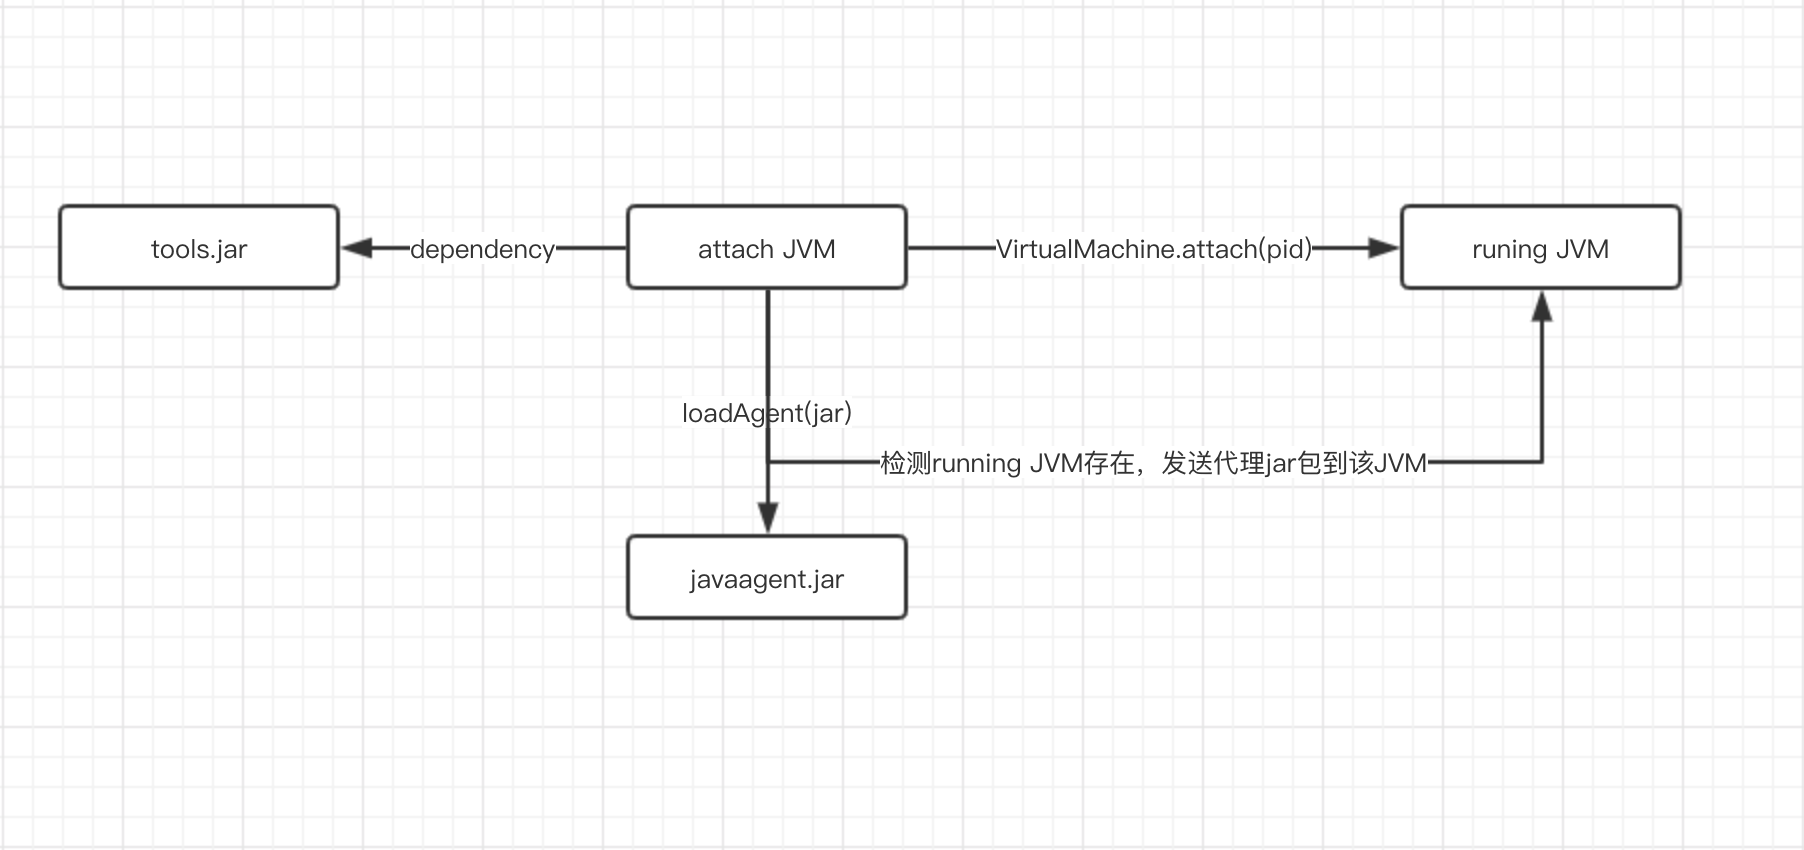 tools.jar
dependency
attach JVM
VirtualMachine.attach(pid)
runing JVM
loadAgent(jar)
检测running JVM存在，发送代理jar包到该JVM
javaagent.jar